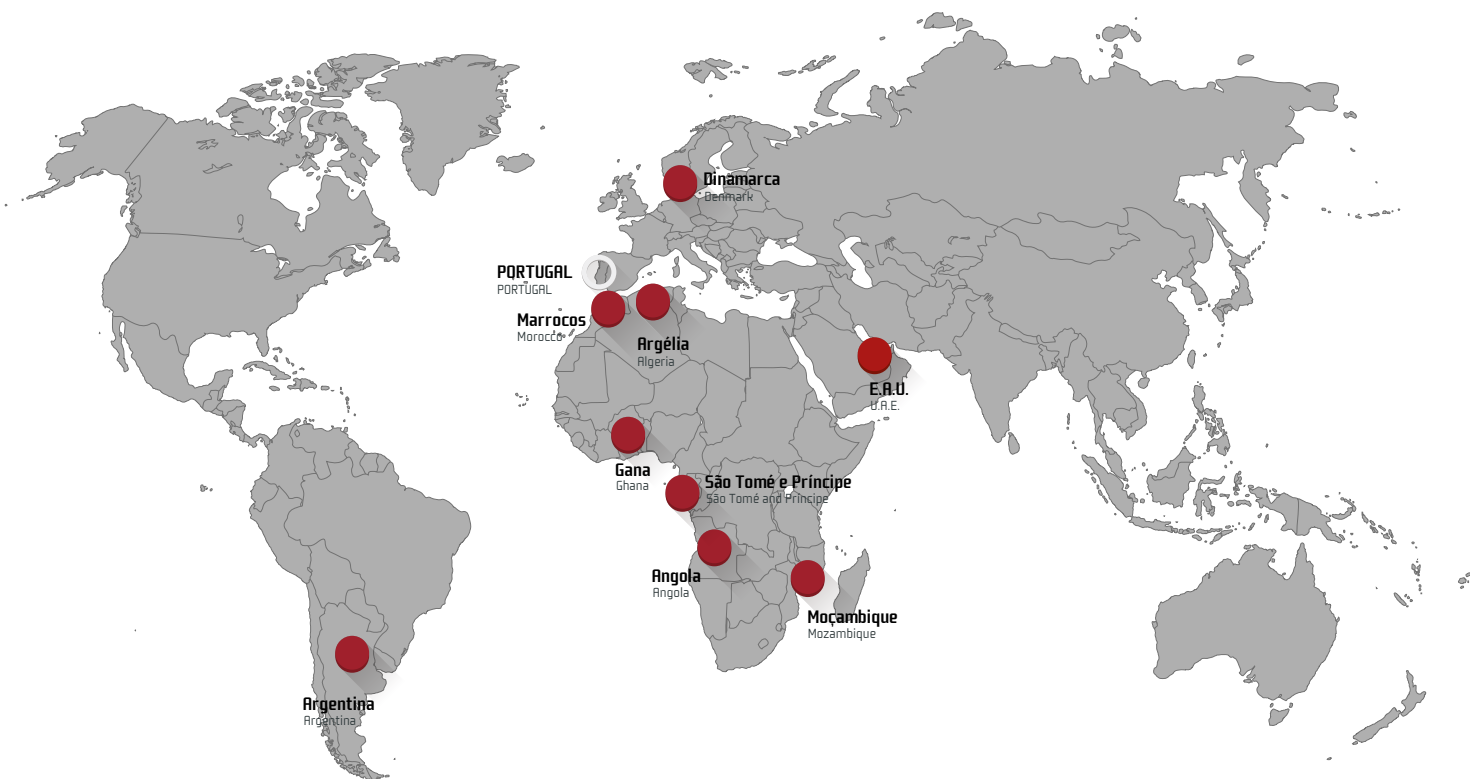 Dinamarca
Denmark
PORTUGAL
PORTUGAL
Marrocos
Morocco
Argélia
Algeria
E.A.U.
U.A.E.
Gana
Ghana
São Tomé e Príncipe
São Tomé and Príncipe
Angola
Angola
Moçambique
Mozambique
Argentina
Argentina